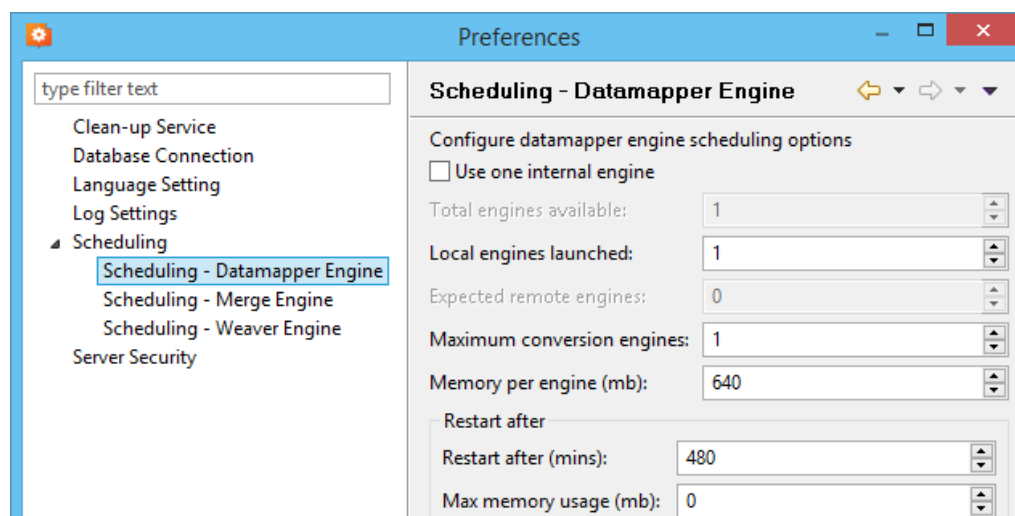 Preferences
type filter text
Clean-up Service
Database Connection
Language Setting
Log Settings
Scheduling
Scheduling - Datamapper Engine
Scheduling - Merge Engine
Scheduling - Weaver Engine
Server Security
Scheduling - Datamapper Engine
Configure datamapper engine scheduling options
Use one internal engine
Total engines available: 1
Local engines launched: 1
Expected remote engines: 0
Maximum conversion engines: 1
Memory per engine (mb): 640
Restart after
Restart after (mins): 480
Max memory usage (mb): 0